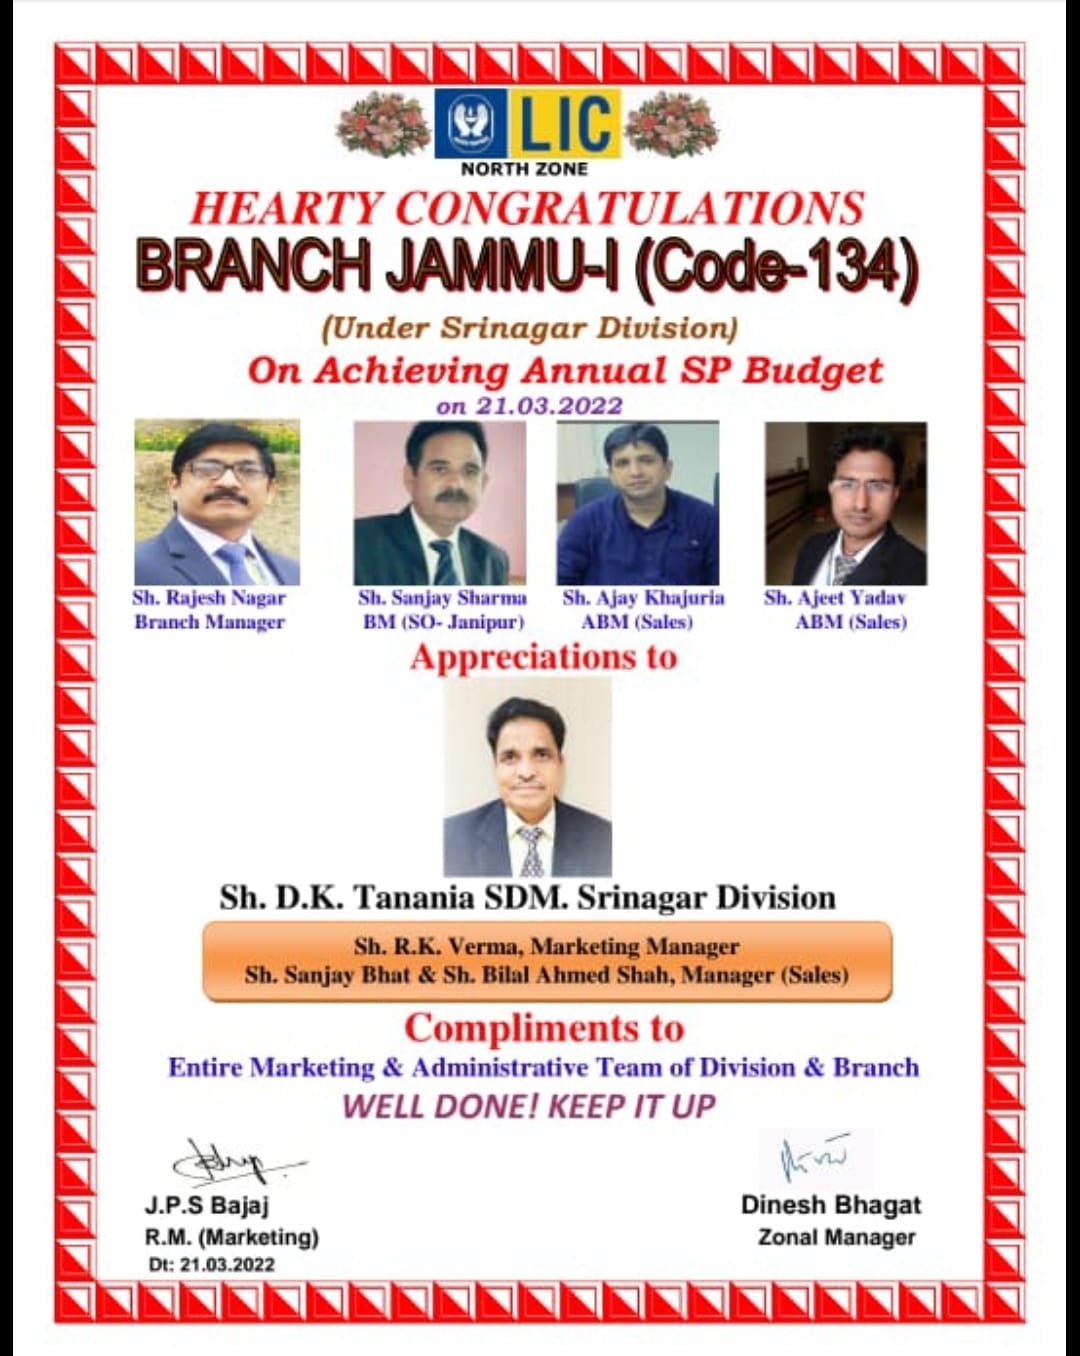 LIC
NORTH ZONE
HEARTY CONGRATULATIONS
BRANCH JAMMU-I (Code-134)
(Under Srinagar Division)
On Achieving Annual SP Budget
on 21.03.2022
Sh. Rajesh Nagar
Branch Manager
Sh. Sanjay Sharma
BM (SO- Janipur)
Sh. Ajay Khajuria
ABM (Sales)
Sh. Ajeet Yadav
ABM (Sales)
Appreciations to
Sh. D.K. Tanania SDM. Srinagar Division
Sh. R.K. Verma, Marketing Manager
Sh. Sanjay Bhat & Sh. Bilal Ahmed Shah, Manager (Sales)
Compliments to
Entire Marketing & Administrative Team of Division & Branch
WELL DONE! KEEP IT UP
J.P.S Bajaj
R.M. (Marketing)
Dt: 21.03.2022
Dinesh Bhagat
Zonal Manager